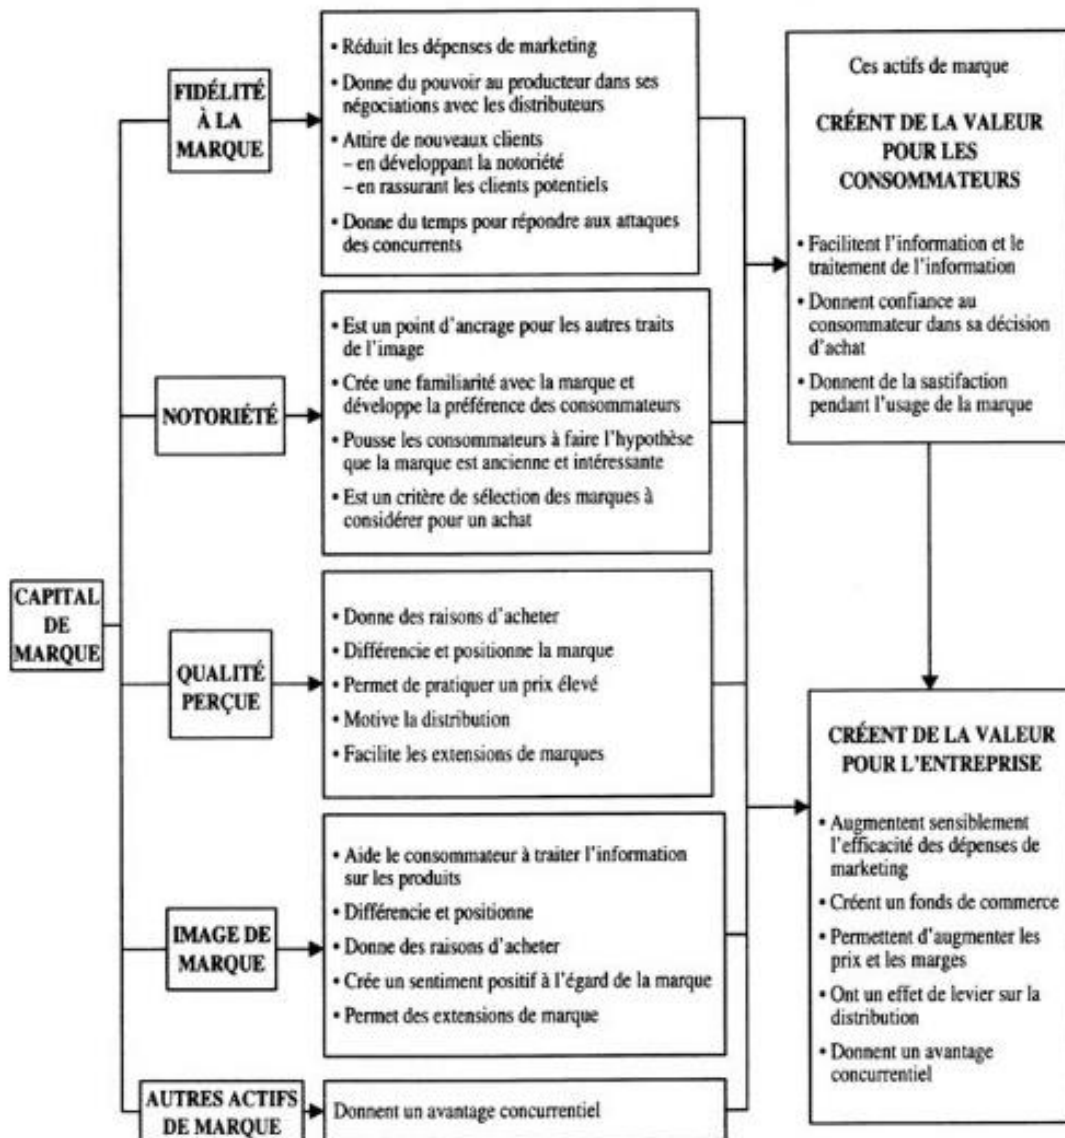 FIDÉLITÉ
À LA
MARQUE
• Réduit les dépenses de marketing
• Donne du pouvoir au producteur dans ses
négociations avec les distributeurs
• Attire de nouveaux clients
– en développant la notoriété
– en rassurant les clients potentiels
• Donne du temps pour répondre aux attaques
des concurrents
Ces actifs de marque
CRÉENT DE LA VALEUR
POUR LES
CONSOMMATEURS
• Facilitent l'information et le
traitement de l'information
• Donnent confiance au
consommateur dans sa décision
d'achat
• Donnent de la sastifaction
pendant l'usage de la marque
NOTORIÉTÉ
• Est un point d'ancrage pour les autres traits
de l'image
• Crée une familiarité avec la marque et
développe la préférence des consommateurs
• Pousse les consommateurs à faire l'hypothèse
que la marque est ancienne et intéressante
• Est un critère de sélection des marques à
considérer pour un achat
CAPITAL
DE
MARQUE
QUALITÉ
PERÇUE
• Donne des raisons d'acheter
• Différencie et positionne la marque
• Permet de pratiquer un prix élevé
• Motive la distribution
• Facilite les extensions de marques
CRÉENT DE LA VALEUR
POUR L'ENTREPRISE
• Augmentent sensiblement
l'efficacité des dépenses de
marketing
• Créent un fonds de commerce
• Permettent d'augmenter les
prix et les marges
• Ont un effet de levier sur la
distribution
• Donnent un avantage
concurrentiel
IMAGE DE
MARQUE
• Aide le consommateur à traiter l'information
sur les produits
• Différencie et positionne
• Donne des raisons d'acheter
• Crée un sentiment positif à l'égard de la marque
• Permet des extensions de marque
AUTRES ACTIFS
DE MARQUE
Donnent un avantage concurrentiel